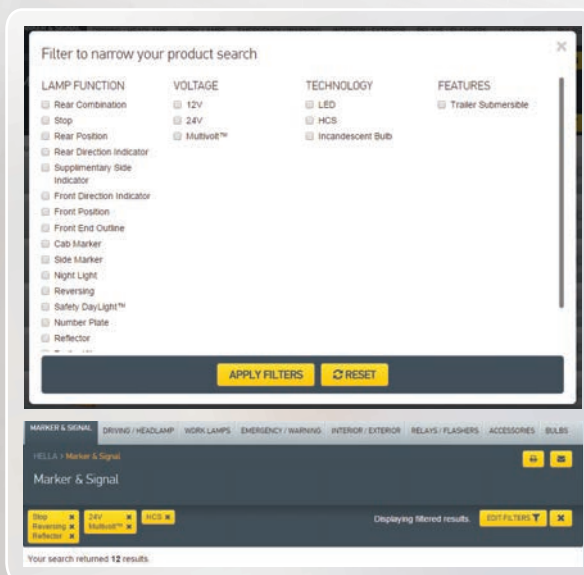 Filter to narrow your product search
×
LAMP FUNCTION
Rear Combination
Stop
Rear Position
Rear Direction Indicator
Supplimentary Side
Indicator
Front Direction Indicator
Front Position
Front End Outline
Cab Marker
Side Marker
Night Light
Reversing
Safety DayLight™
Number Plate
Reflector
VOLTAGE
12V
24V
Multivolt™
TECHNOLOGY
LED
HCS
Incandescent Bulb
FEATURES
Trailer Submersible
APPLY FILTERS
RESET
MARKER & SIGNAL DRIVING / HEADLAMP WORK LAMPS EMERGENCY / WARNING INTERIOR / EXTERIOR RELAYS / FLASHERS ACCESSORIES BULBS
HELLA > Marker & Signal
Marker & Signal
Stop ×
Reversing ×
Reflector ×
24V ×
Multivolt™ ×
HCS ×
Displaying filtered results.
EDIT FILTERS
×
Your search returned 12 results.